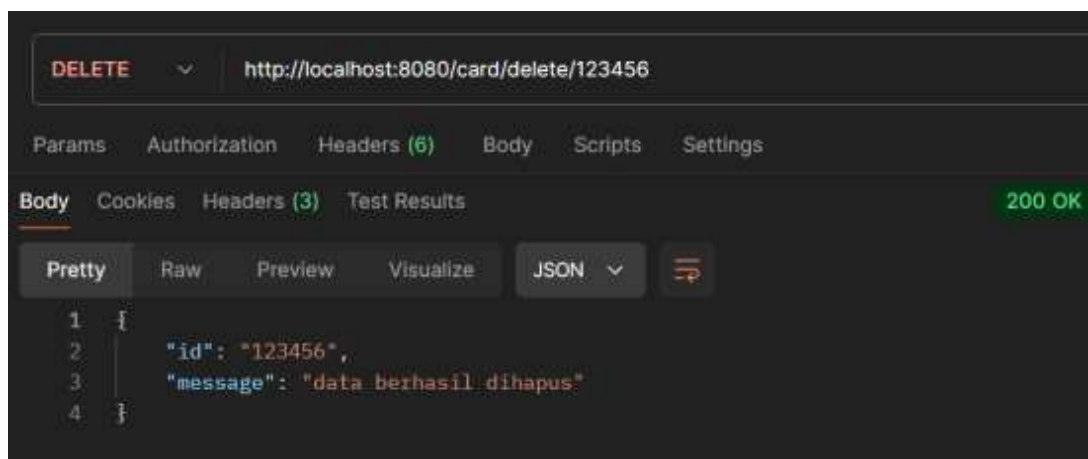 DELETE http://localhost:8080/card/delete/123456
Params Authorization Headers (6) Body Scripts Settings
Body Cookies Headers (3) Test Results 200 OK
Pretty Raw Preview Visualize JSON
1 {
2 "id": "123456",
3 "message": "data berhasil dihapus"
4 }